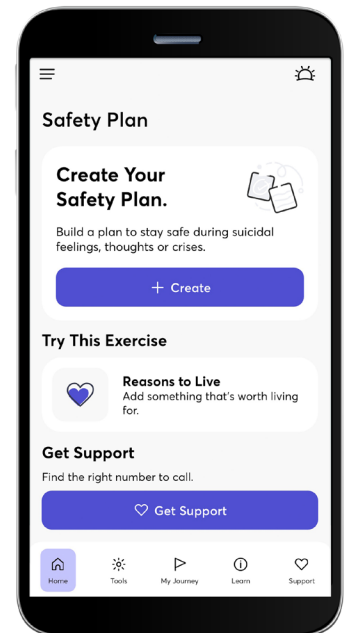 Safety Plan
Create Your
Safety Plan.
Build a plan to stay safe during suicidal
feelings, thoughts or crises.
+ Create
Try This Exercise
Reasons to Live
Add something that's worth living
for.
Get Support
Find the right number to call.
Get Support
Home Tools My Journey Learn Support